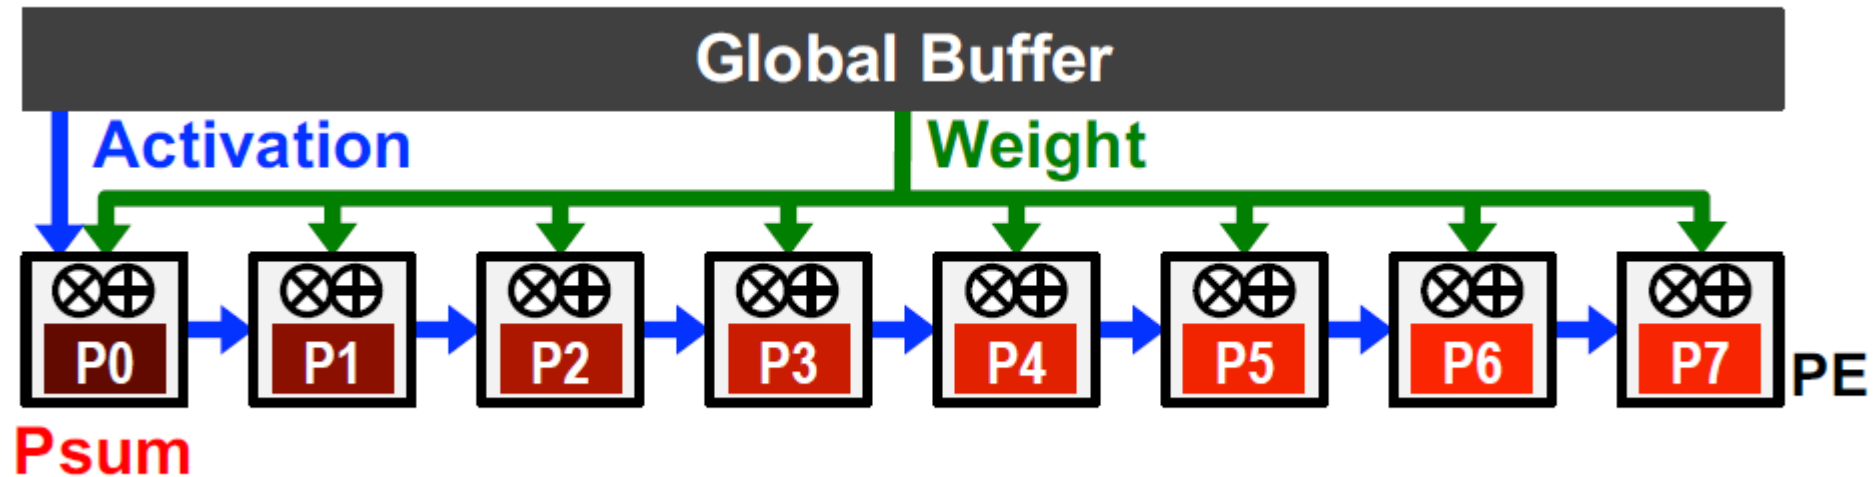 Global Buffer
Activation
Weight
P0 P1 P2 P3 P4 P5 P6 P7
PE
Psum